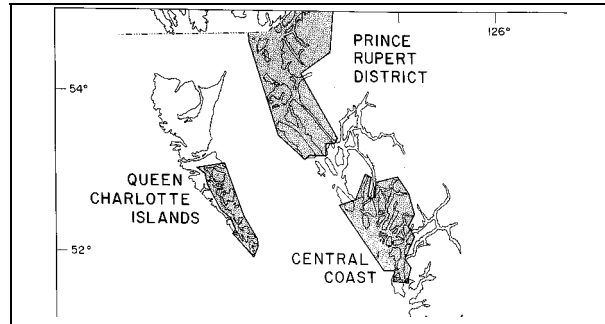 PRINCE
RUPERT
DISTRICT
126°
54°
QUEEN
CHARLOTTE
ISLANDS
52°
CENTRAL
COAST